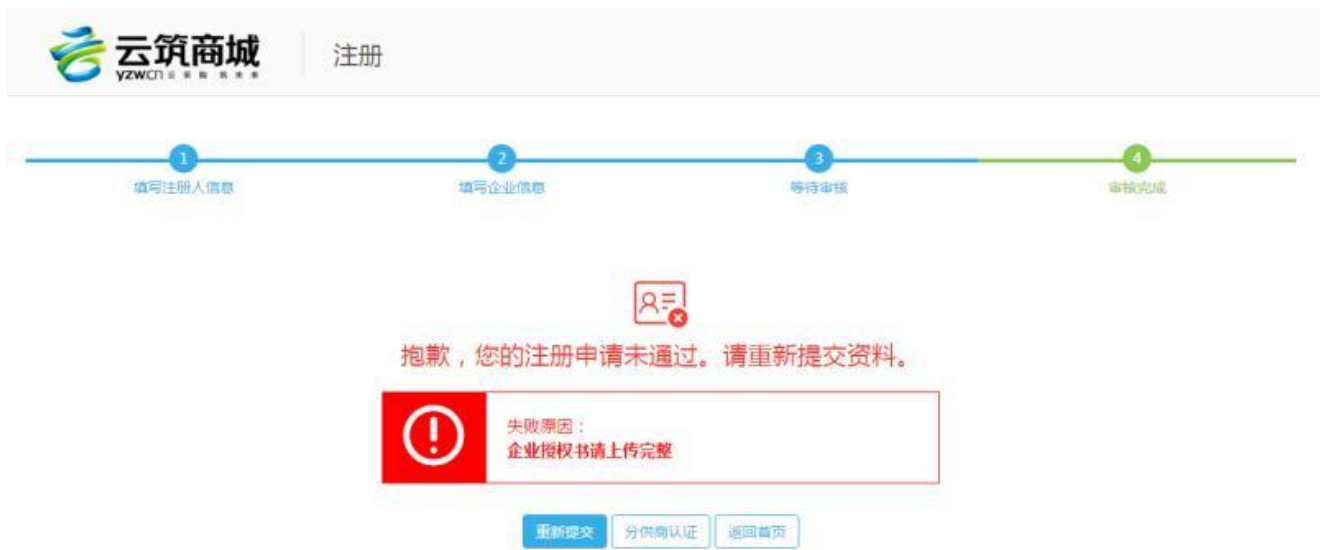 云筑商城
yzwcn
注册
1
2
3
4
填写注册人信息
填写企业信息
等待审核
审核完成
抱歉，您的注册申请未通过。请重新提交资料。
失败原因：
企业授权书请上传完整
重新提交
分供商认证
返回首页